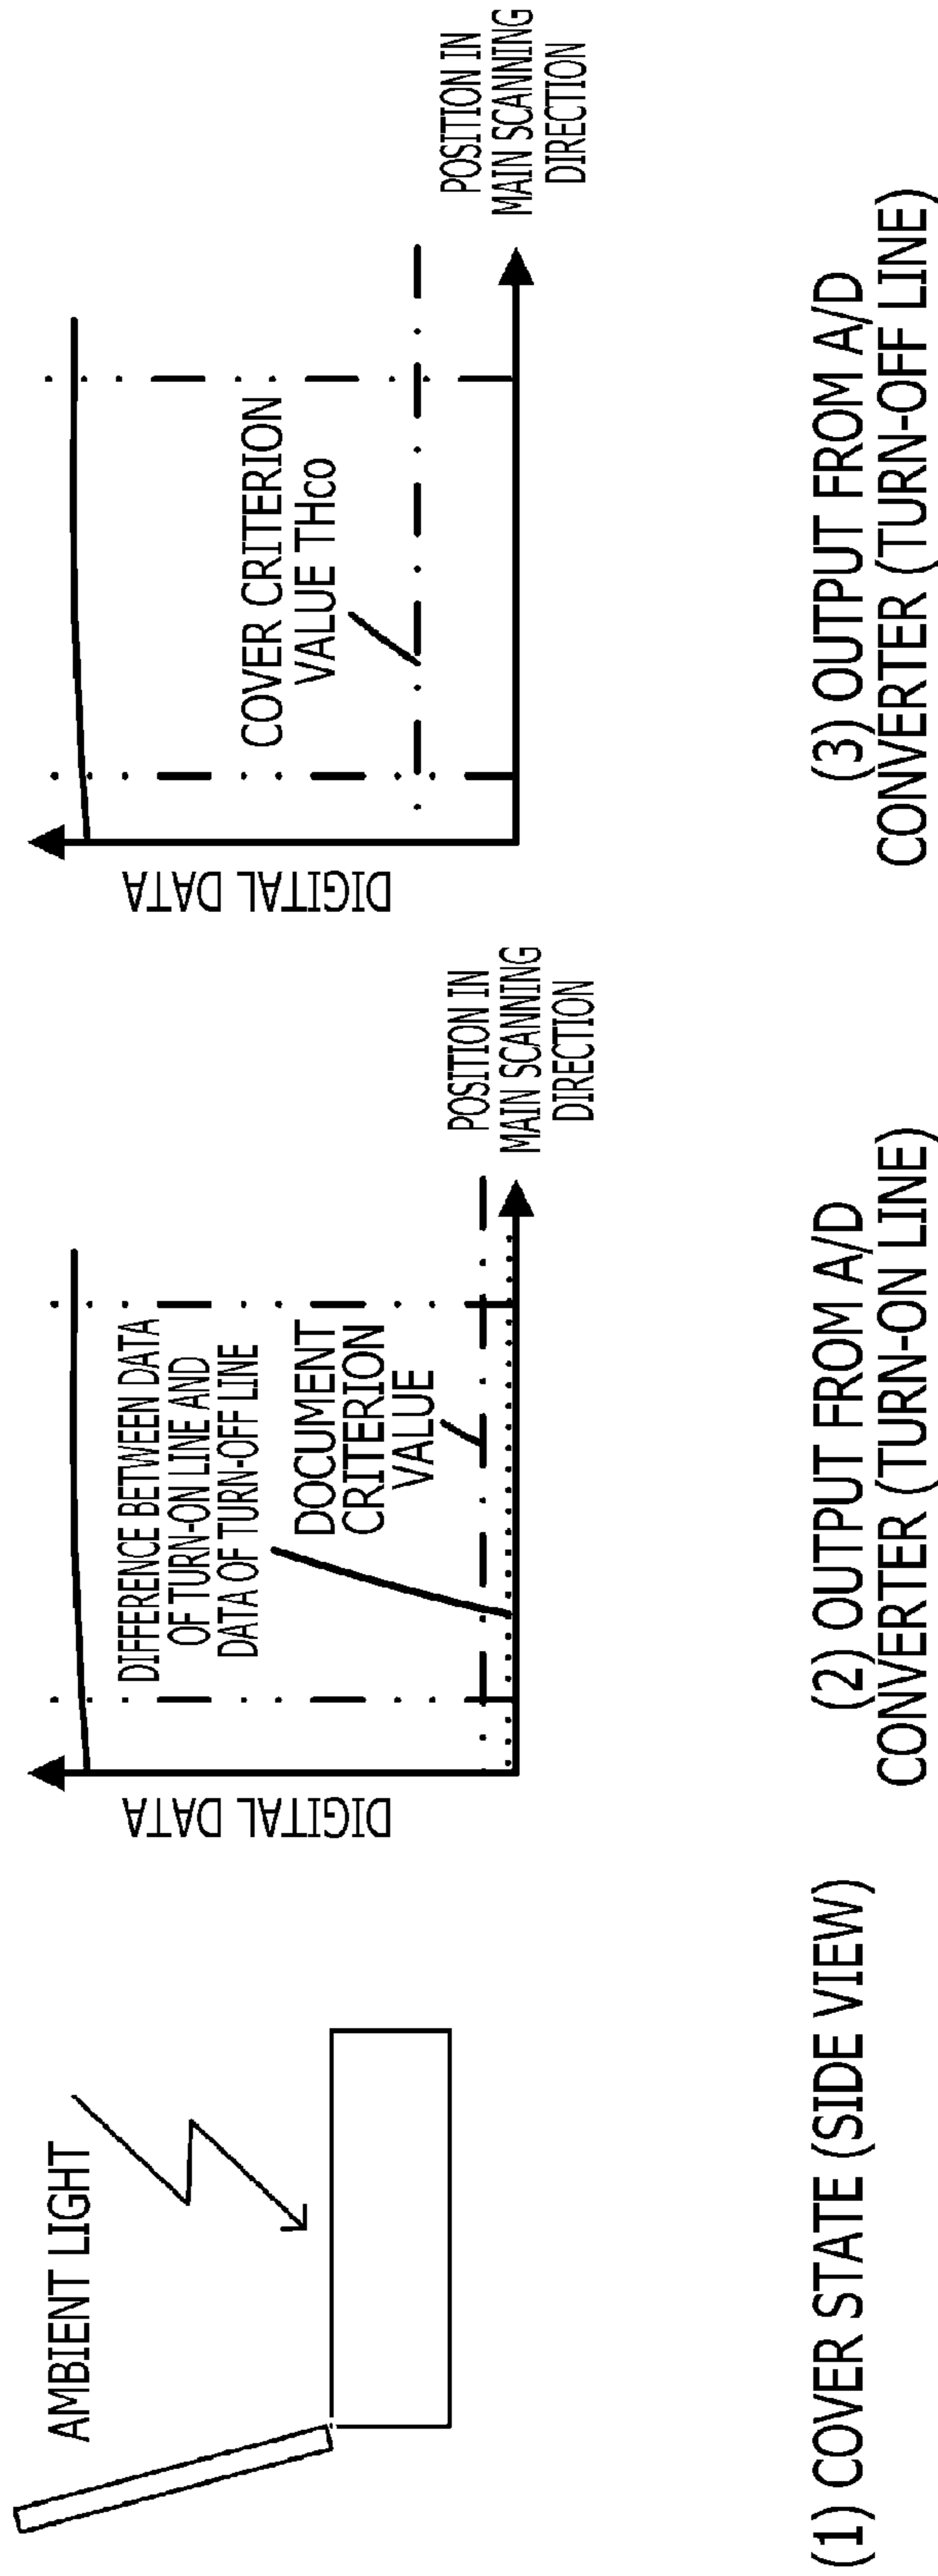 AMBIENT LIGHT
(1) COVER STATE (SIDE VIEW)
DIGITAL DATA
DIFFERENCE BETWEEN DATA
OF TURN-ON LINE AND
DATA OF TURN-OFF LINE
DOCUMENT
CRITERION
VALUE
POSITION IN
MAIN SCANNING
DIRECTION
(2) OUTPUT FROM A/D
CONVERTER (TURN-ON LINE)
DIGITAL DATA
COVER CRITERION
VALUE THco
POSITION IN
MAIN SCANNING
DIRECTION
(3) OUTPUT FROM A/D
CONVERTER (TURN-OFF LINE)